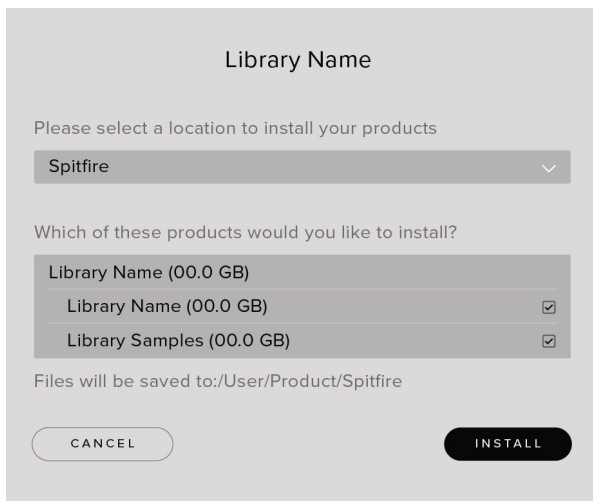 Library Name
Please select a location to install your products
Spitfire
Which of these products would you like to install?
Library Name (00.0 GB)
Library Name (00.0 GB)
Library Samples (00.0 GB)
Files will be saved to:/User/Product/Spitfire
CANCEL
INSTALL